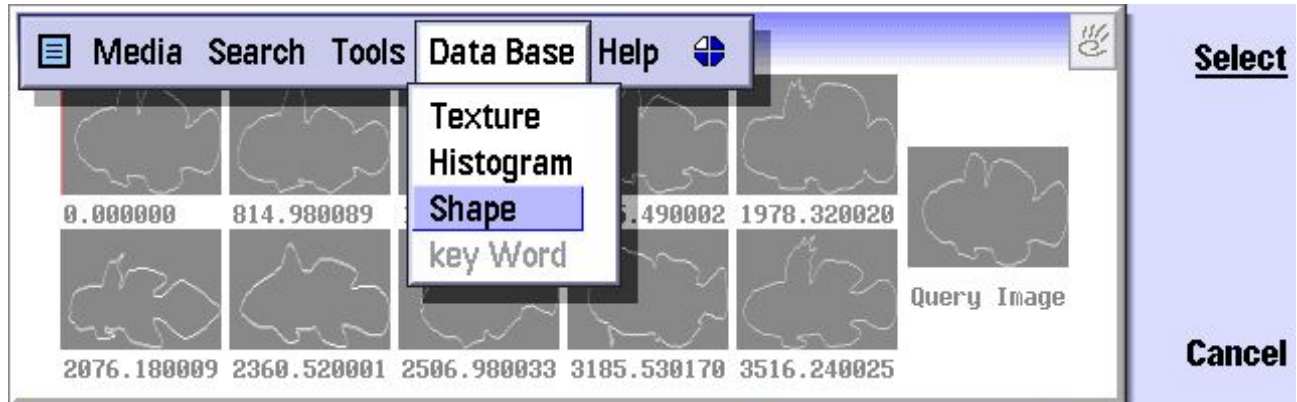 Media Search Tools Data Base Help
Select
Texture
Histogram
Shape
key Word
0.000000 814.980089 .490002 1978.320020
Query Image
2076.180009 2360.520001 2506.980033 3185.530170 3516.240025
Cancel